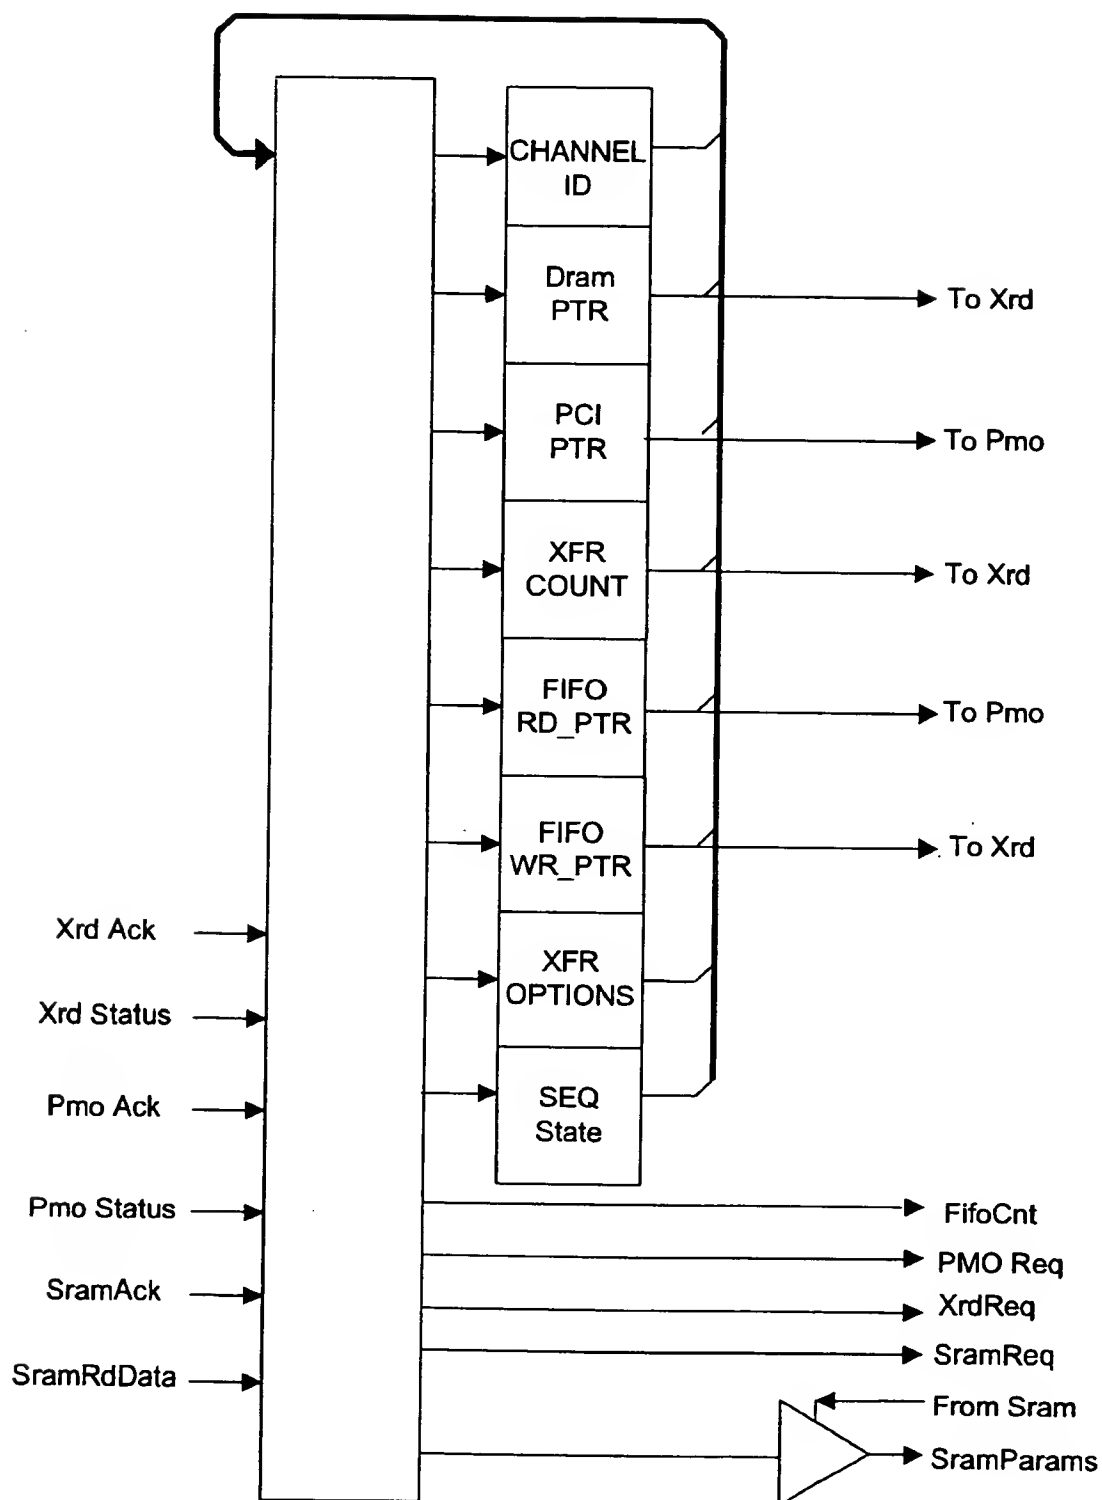 CHANNEL
ID
Dram
PTR
To Xrd
PCI
PTR
To Pmo
XFR
COUNT
To Xrd
FIFO
RD_PTR
To Pmo
FIFO
WR_PTR
To Xrd
Xrd Ack
XFR
OPTIONS
Xrd Status
Pmo Ack
SEQ
State
Pmo Status
FifoCnt
PMO Req
SramAck
XrdReq
SramReq
SramRdData
From Sram
SramParams